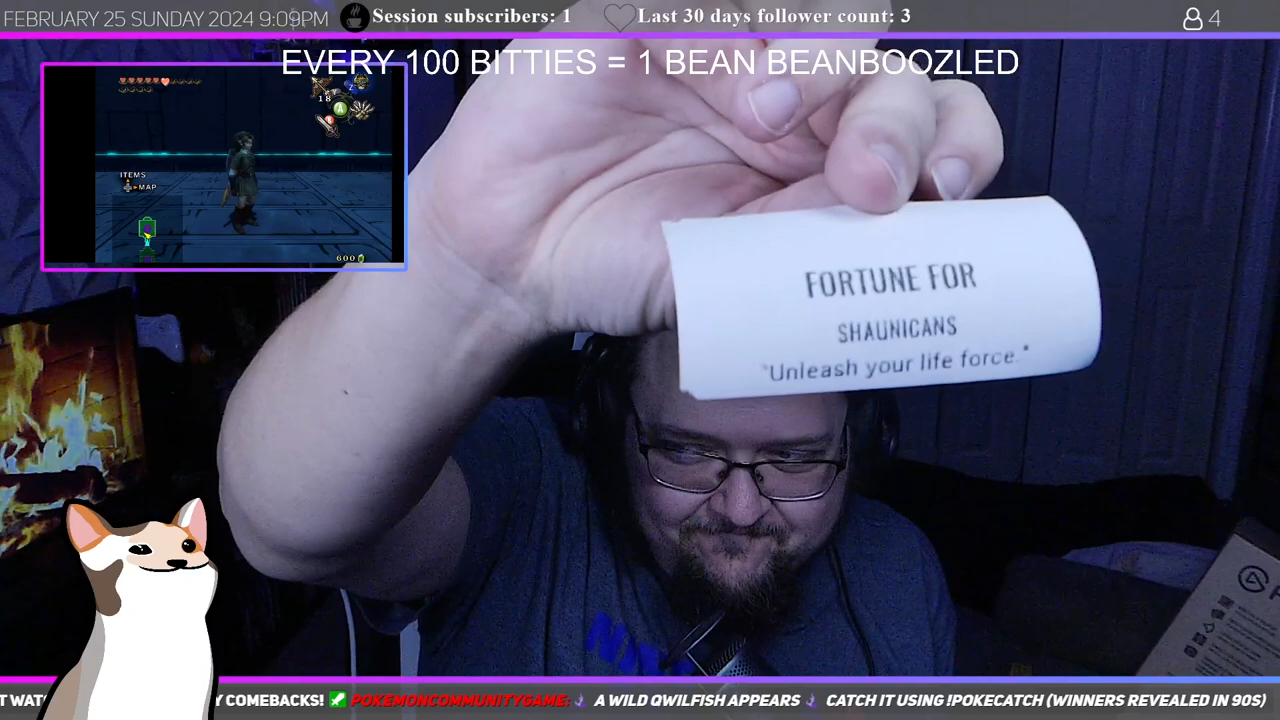 FEBRUARY 25 SUNDAY 2024 9:09PM
Session subscribers: 1
Last 30 days follower count: 3
4
EVERY 100 BITTIES = 1 BEAN BEANBOOZLED
18
A
Z
ITEMS
MAP
600
FORTUNE FOR
SHAUNICANS
"Unleash your life force."
Y COMEBACKS! POKEMONCOMMUNITYGAME: A WILD QWILFISH APPEARS CATCH IT USING !POKECATCH (WINNERS REVEALED IN 90S)